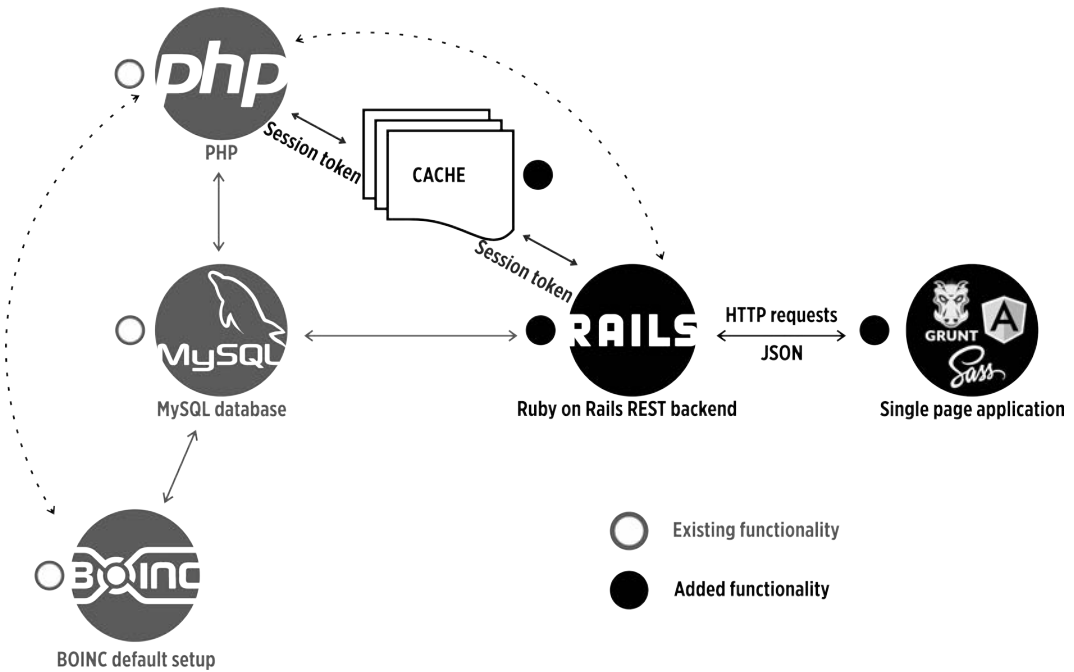 php
PHP
Session token
CACHE
Session token
MySQL
MySQL database
RAILS
Ruby on Rails REST backend
HTTP requests
JSON
GRUNT
A
Sass
Single page application
BOINC
BOINC default setup
Existing functionality
Added functionality